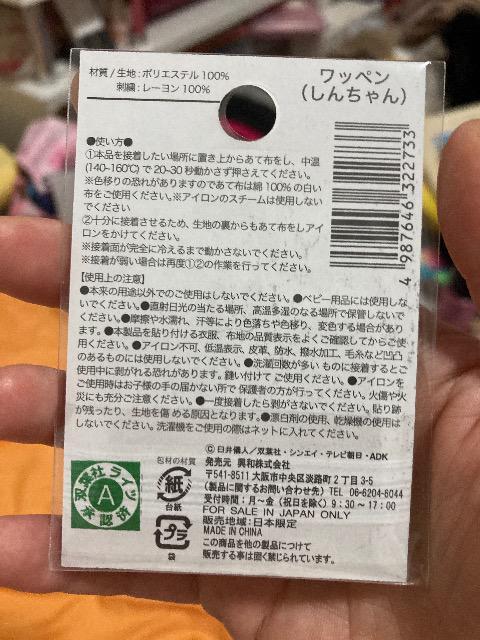 材質/生地:ポリエステル100%
刺繍:レーヨン100%
ワッペン
(しんちゃん)
4 987646 322733
●使い方●
①本品を接着したい場所に置き上からあて布をし、中温
(140~160℃)で20~30秒動かさず押さえてください。
※色移りの恐れがありますのであて布は綿100%の白い
布をご使用ください。※アイロンのスチームは使用しない
でください
②十分に接着させるため、生地の裏からもあて布をしアイ
ロンをかけてください。
※接着面が完全に冷えるまで動かさないでください。
※接着が弱い場合は再度①②の作業を行ってください。
【使用上の注意】
●本来の用途以外でのご使用はしないでください。●ベビー用品には使用しな
いでください。●直射日光の当たる場所、高温多湿のなる場所で保管しないで
ください。●摩擦や水濡れ、汗等により色落ちや色移り、変色する場合があり
ます。●本製品を貼り付ける衣服、布地の品質表示をよくご確認してからご使
用ください。●アイロン不可、低温表示、皮革、防水、撥水加工、毛糸など凹凸
のあるものには使用しないでください。●洗濯回数が多いものに接着すると
使用中に剥がれる恐れがあります。縫い付けてご使用ください。●アイロンを
ご使用時はお子様の手の届かない所で保護者の方が行ってください。火傷や火
災にも充分ご注意ください。●一度接着したら剥がさないでください。貼り跡
が残ったり、生地を傷める原因となります。●漂白剤の使用、乾燥機の使用は
しないでください。洗濯機をご使用の際はネットに入れてください。
双葉社ライツ
A
本認坊
包材の材質
紙
台紙
プラ
袋
©臼井儀人/双葉社・シンエイ・テレビ朝日・ADK
発売元 興和株式会社
〒541-8511大阪市中央区淡路町2丁目3-5
(製品に関するお問い合わせ先) TEL 06-6204-6044
受付時間:月~金(祝日を除く)9:30~17:00
FOR SALE IN JAPAN ONLY
販売地域:日本限定
MADE IN CHINA
この商品を他の製品につけて
販売する事は固く禁じられています。